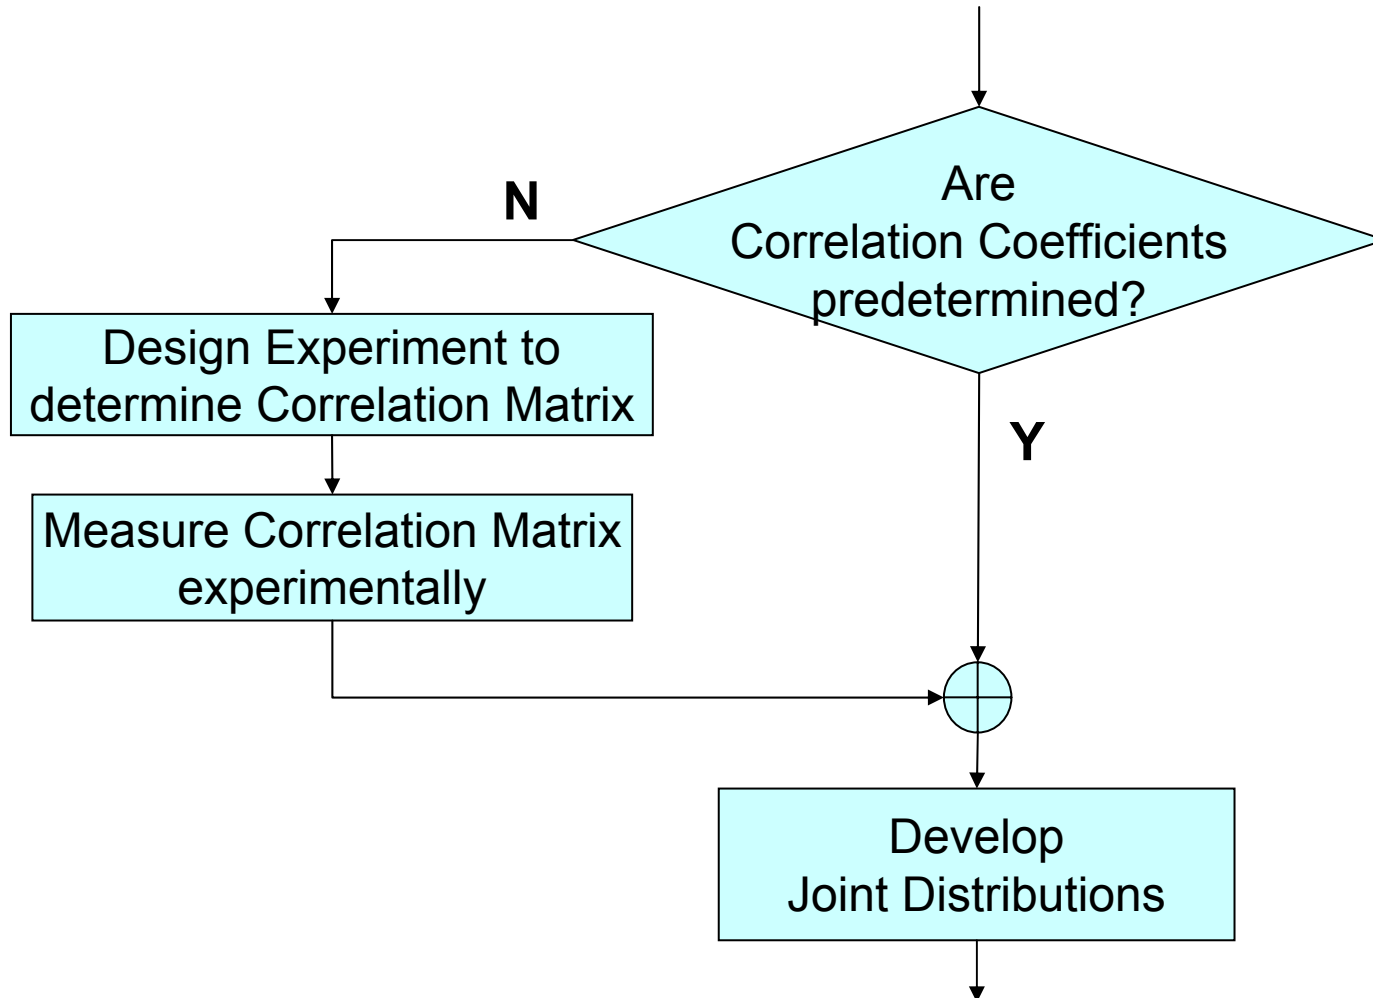 Are
Correlation Coefficients
predetermined?
N
Design Experiment to
determine Correlation Matrix
Y
Measure Correlation Matrix
experimentally
Develop
Joint Distributions